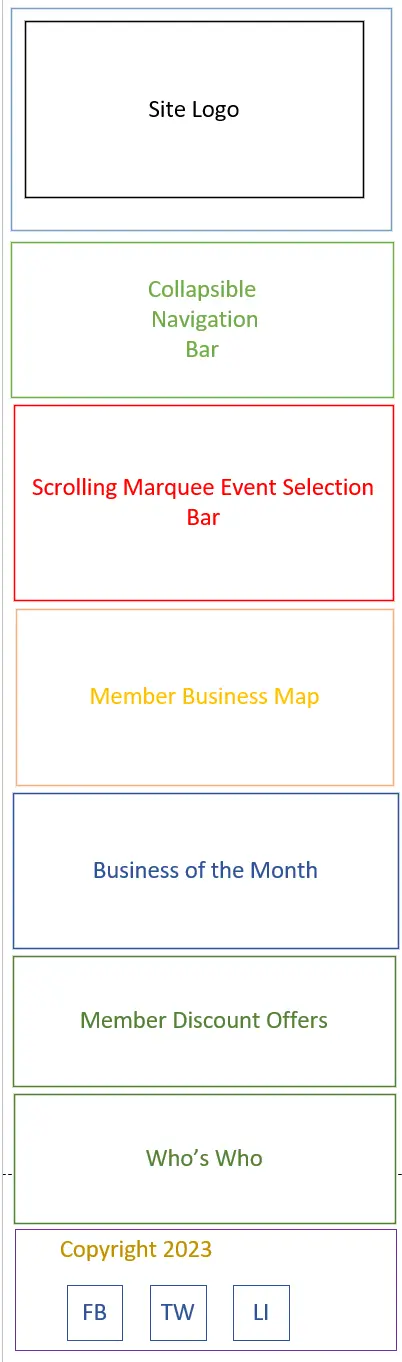 Site Logo
Collapsible
Navigation
Bar
Scrolling Marquee Event Selection
Bar
Member Business Map
Business of the Month
Member Discount Offers
Who’s Who
Copyright 2023
FB TW LI